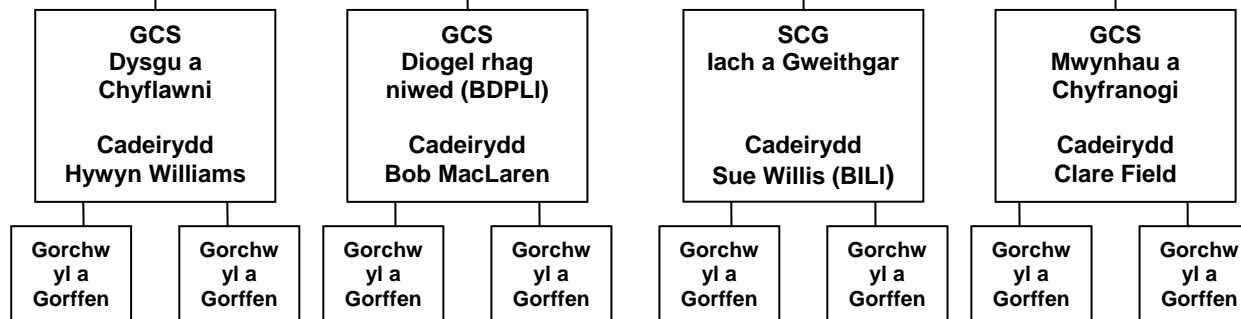 GCS
Dysgu a
Chyflawni
Cadeirydd
Hywyn Williams
GCS
Diogel rhag
niwed (BDPLI)
Cadeirydd
Bob MacLaren
SCG
Iach a Gweithgar
Cadeirydd
Sue Willis (BILI)
GCS
Mwynhau a
Chyfranogi
Cadeirydd
Clare Field
Gorchw
yl a
Gorffen
Gorchw
yl a
Gorffen
Gorchw
yl a
Gorffen
Gorchw
yl a
Gorffen
Gorchw
yl a
Gorffen
Gorchw
yl a
Gorffen
Gorchw
yl a
Gorffen
Gorchw
yl a
Gorffen